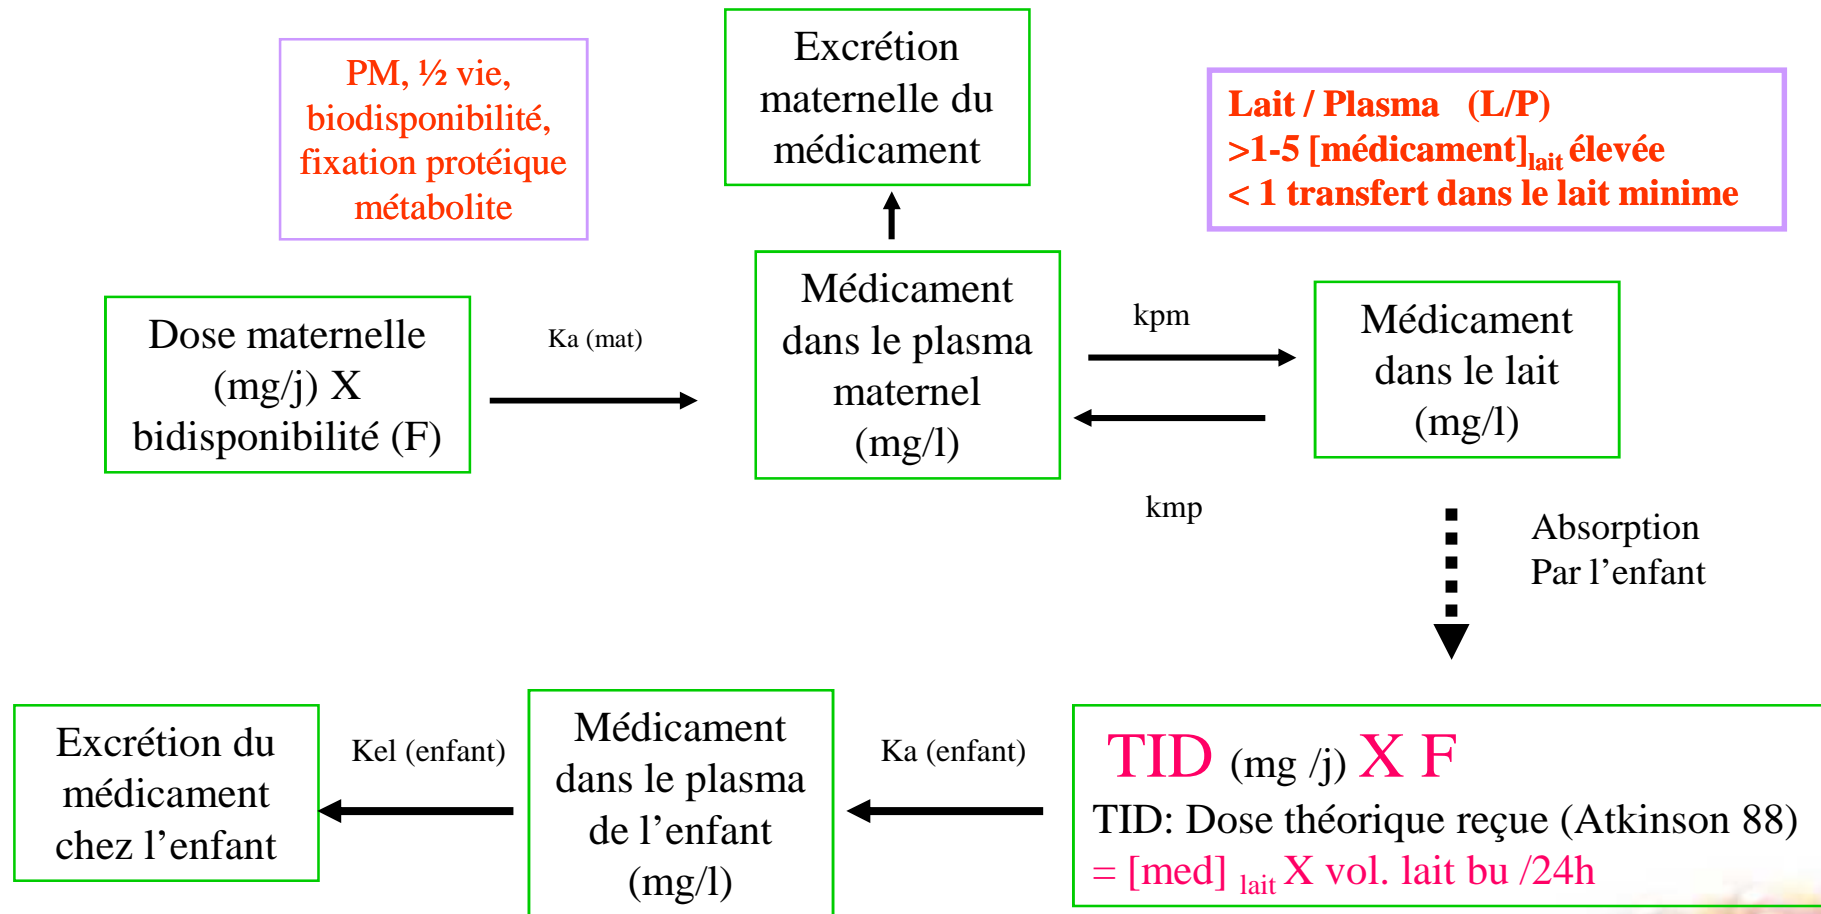 PM, ½ vie,
biodisponibilité,
fixation protéique
métabolite
Excrétion
maternelle du
médicament
Lait / Plasma (L/P)
>1-5 [médicament]lait élevée
< 1 transfert dans le lait minime
Dose maternelle
(mg/j) X
bidisponibilité (F)
Ka (mat)
Médicament
dans le plasma
maternel
(mg/l)
kpm
kmp
Médicament
dans le lait
(mg/l)
Absorption
Par l’enfant
Excrétion du
médicament
chez l’enfant
Kel (enfant)
Médicament
dans le plasma
de l’enfant
(mg/l)
Ka (enfant)
TID (mg /j) X F
TID: Dose théorique reçue (Atkinson 88)
= [med] lait X vol. lait bu /24h